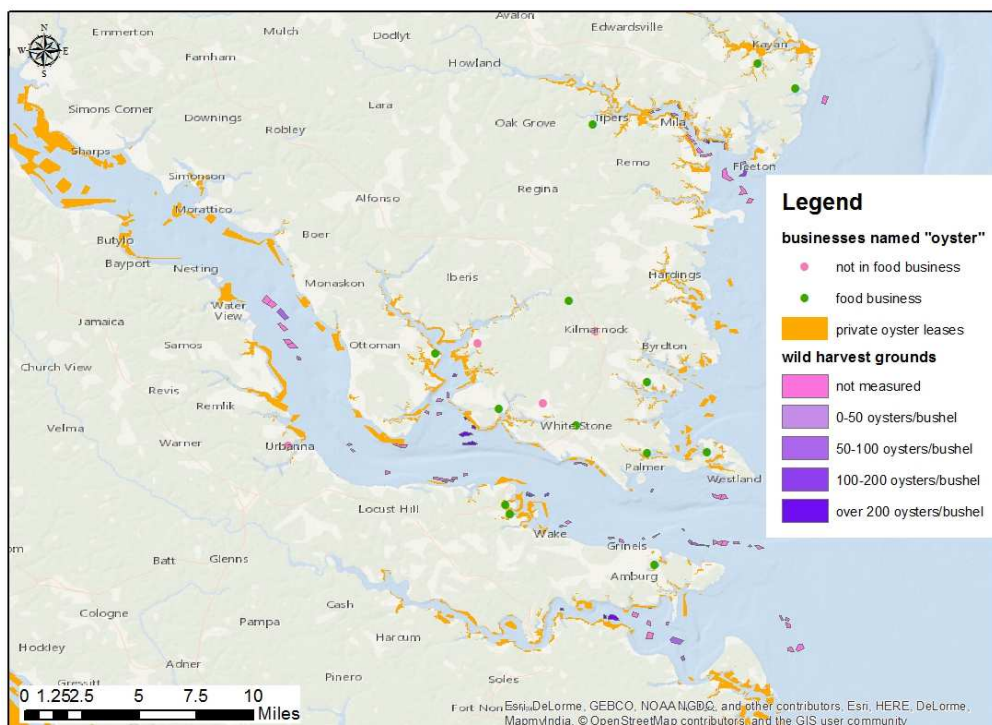 Avalon
Edwardsville
Emmerton
Mulch
Dodlyt
Kayan
N
W
E
S
Farnham
Howland
Simons Corner
Lara
Downings
Oak Grove
Tipers
Mila
Robley
Sharps
Remo
Fleeton
Simonson
Regina
Alfonso
Morattico
Butylo
Boer
Bayport
Nesting
Iberis
Hardings
Monaskon
Water
View
Jamaica
Kilmarnock
Samos
Ottoman
Byrdton
Church View
Revis
Remlik
Velma
White Stone
Warner
Urbanna
Palmer
Westland
Locust Hill
Wake
Grinels
Batt
Glenns
Amburg
Cash
Cologne
Pampa
Harcum
Hockley
Adner
Pinero
Soles
Legend
businesses named "oyster"
not in food business
food business
private oyster leases
wild harvest grounds
not measured
0-50 oysters/bushel
50-100 oysters/bushel
100-200 oysters/bushel
over 200 oysters/bushel
0 1.25 2.5 5 7.5 10
Miles
Esri, DeLorme, GEBCO, NOAA NGDC, and other contributors, Esri, HERE, DeLorme,
MapmyIndia, © OpenStreetMap contributors, and the GIS user community